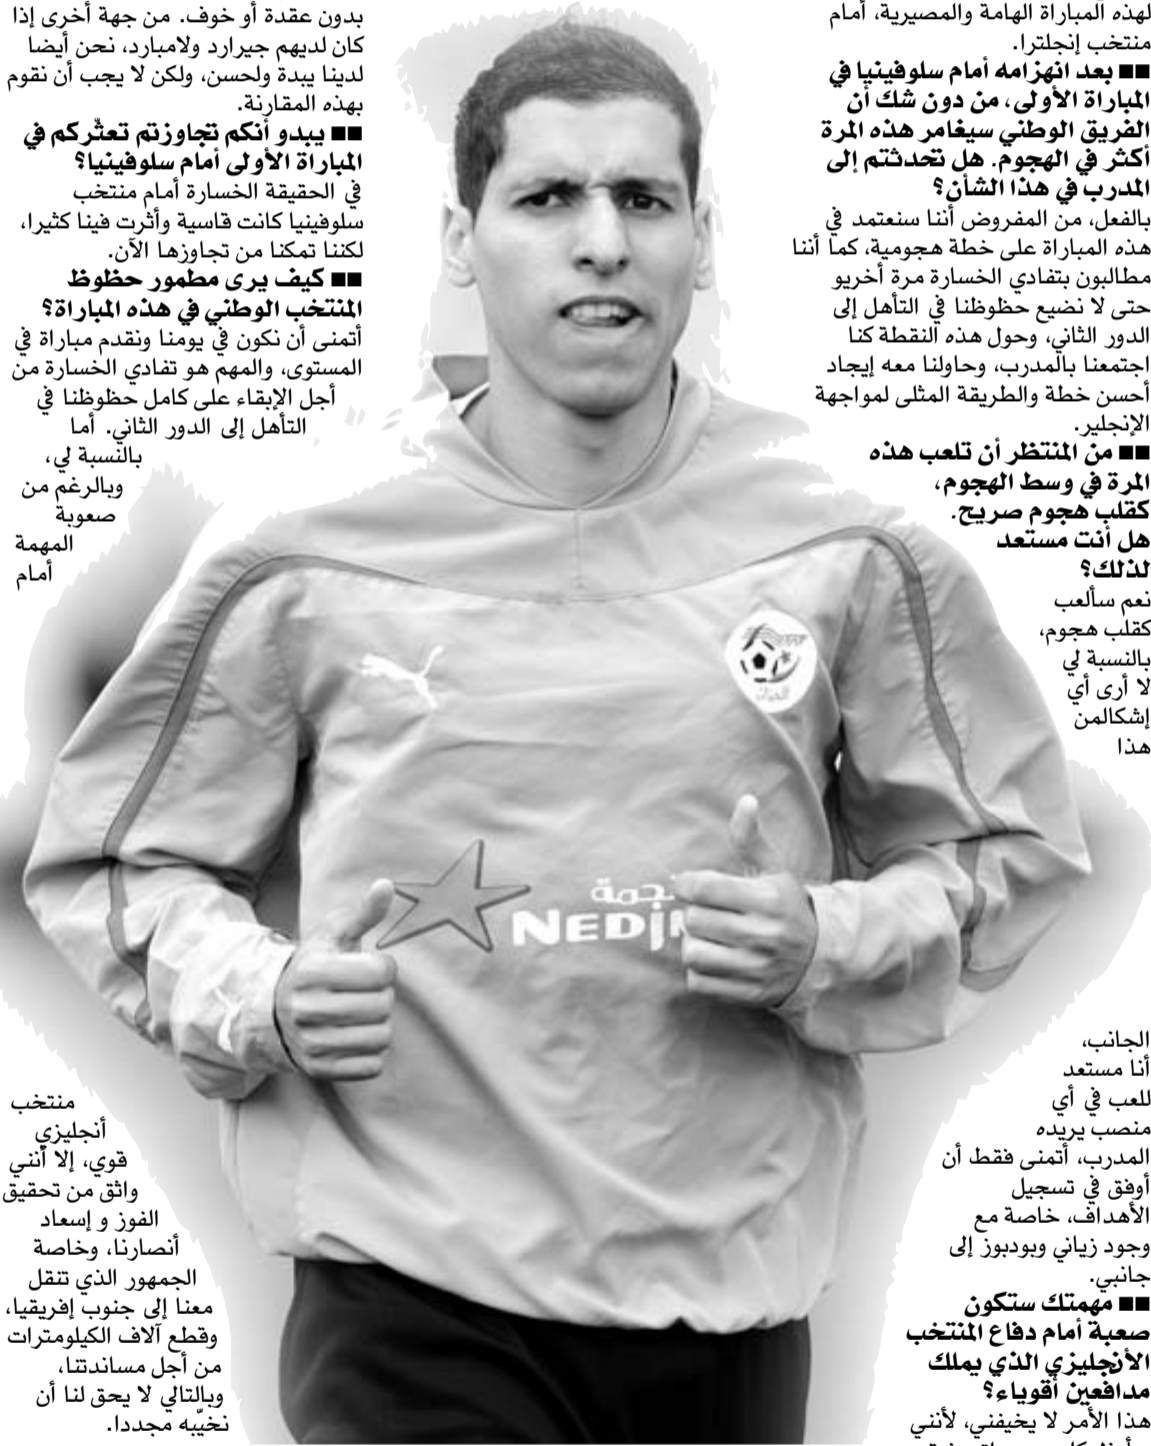 لهذه المباراة الهامة والمصيرية، أمام
منتخب إنجلترا.
■■ بعد انهزامه أمام سلوفينيا في
المباراة الأولى، من دون شك أن
الفريق الوطني سيغامر هذه المرة
أكثر في الهجوم. هل تحدثتم إلى
المدرب في هذا الشأن؟
بالفعل، من المفروض أننا سنعتمد في
هذه المباراة على خطة هجومية، كما أننا
مطالبون بتفادي الخسارة مرة أخريو
حتى لا نضيع حظوظنا في التأهل إلى
الدور الثاني، وحول هذه النقطة كنا
اجتمعنا بالمدرب، وحاولنا معه إيجاد
أحسن خطة والطريقة المثلى لمواجهة
الإنجلير.
■■ من المنتظر أن تلعب هذه
المرة في وسط الهجوم،
كقلب هجوم صريح.
هل أنت مستعد
لذلك؟
نعم سألعب
كقلب هجوم،
بالنسبة لي
لا أرى أي
إشكالمن
هذا
الجانب،
أنا مستعد
للعب في أي
منصب يريده
المدرب، أتمنى فقط أن
أوفق في تسجيل
الأهداف، خاصة مع
وجود زياني وبودبوز إلى
جانبي.
■■ مهمتك ستكون
صعبة أمام دفاع المنتخب
الأنجليزي الذي يملك
مدافعين أقوياء؟
هذا الأمر لا يخيفني، لأنني
بدون عقدة أو خوف. من جهة أخرى إذا
كان لديهم جيرارد ولامبارد، نحن أيضا
لدينا يبدة ولحسن، ولكن لا يجب أن نقوم
بهذه المقارنة.
■■ يبدو أنكم تجاوزتم تعثّركم في
المباراة الأولى أمام سلوفينيا؟
في الحقيقة الخسارة أمام منتخب
سلوفينيا كانت قاسية وأثرت فينا كثيرا،
لكننا تمكنا من تجاوزها الآن.
■■ كيف يرى مطمور حظوظ
المنتخب الوطني في هذه المباراة؟
أتمنى أن نكون في يومنا ونقدم مباراة في
المستوى، والمهم هو تفادي الخسارة من
أجل الإبقاء على كامل حظوظنا في
التأهل إلى الدور الثاني. أما
بالنسبة لي،
وبالرغم من
صعوبة
المهمة
أمام
منتخب
أنجليزي
قوي، إلا أنني
واثق من تحقيق
الفوز و إسعاد
أنصارنا، وخاصة
الجمهور الذي تنقل
معنا إلى جنوب إفريقيا،
وقطع آلاف الكيلومترات
من أجل مساندتنا،
وبالتالي لا يحق لنا أن
نخيّبه مجددا.
نجمة
NEDJM